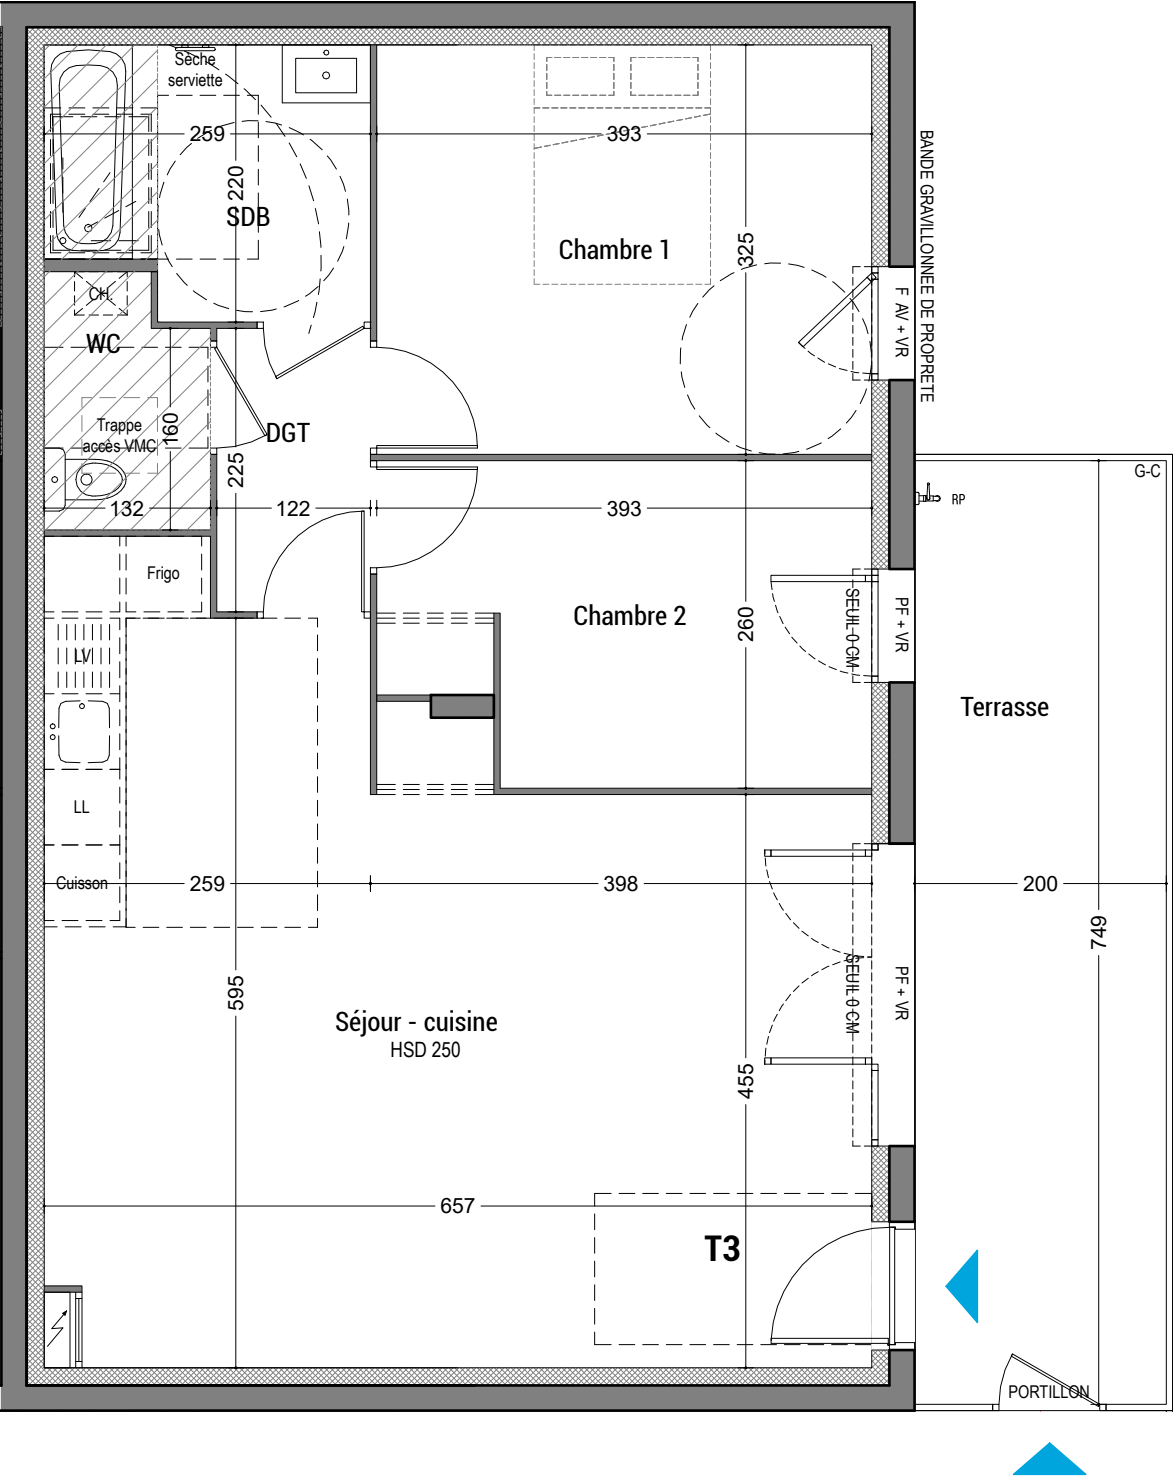 Sèche
serviette
259
393
220
SDB
325
Chambre 1
BANDE GRAVILLONNEE DE PROPRETE
F AV + VR
CH.
WC
160
Trappe
accès VMC
DGT
225
G-C
RP
132
122
393
Frigo
Chambre 2
260
SEUIL 0 CM
PF + VR
LV
Terrasse
LL
Cuisson
259
398
200
749
595
SEUIL 0 CM
PF + VR
Séjour - cuisine
HSD 250
455
657
T3
PORTILLON